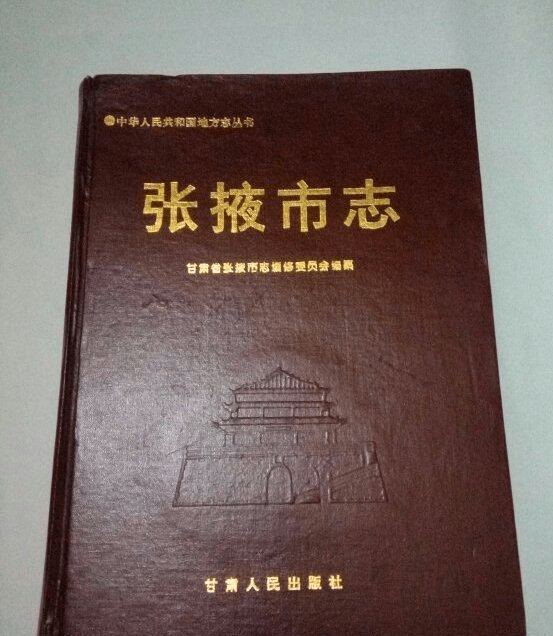 中华人民共和国地方志丛书
张掖市志
甘肃省张掖市志编修委员会编纂
甘肃人民出版社